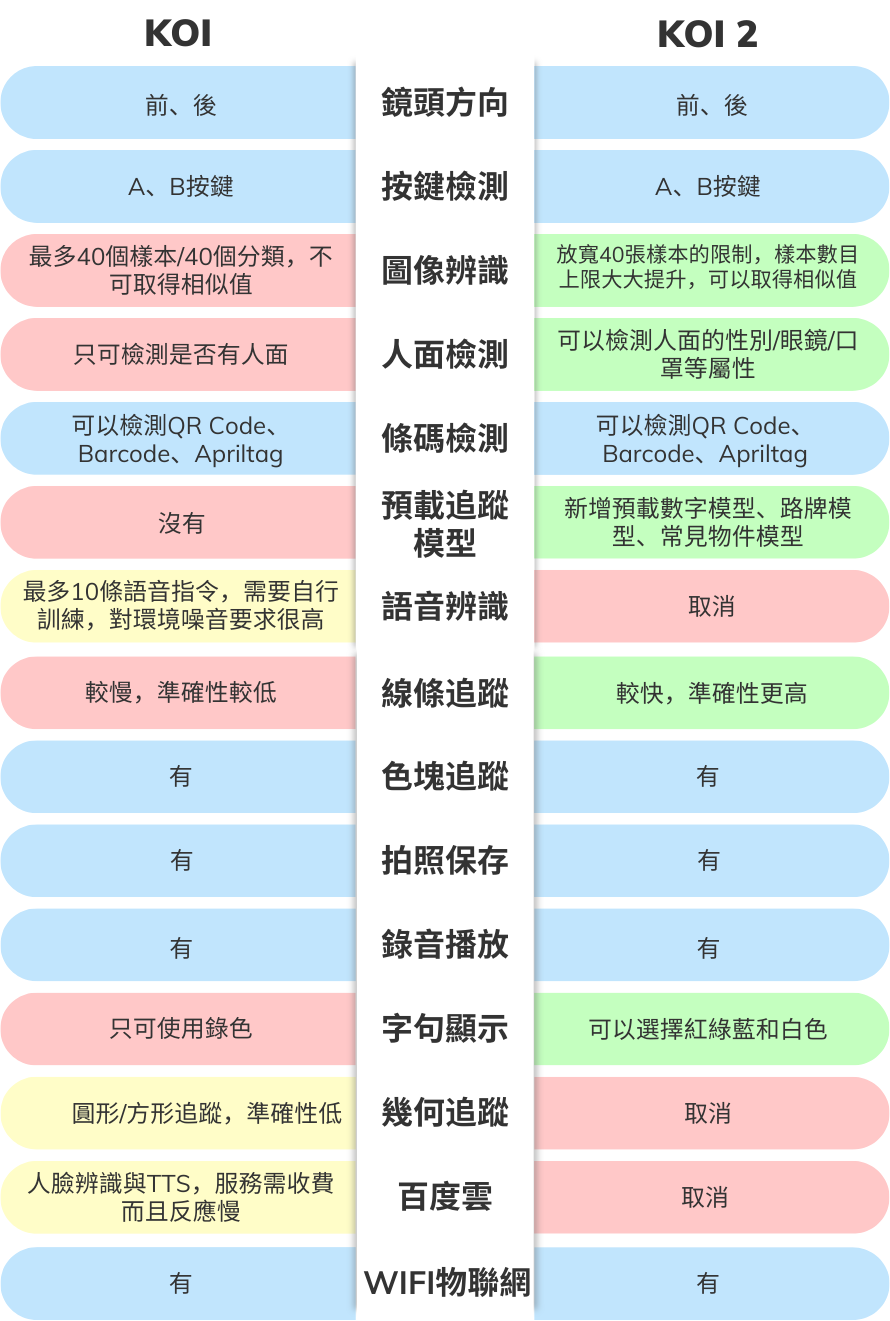 KOI
KOI 2
前、後
鏡頭方向
前、後
A、B按鍵
按鍵檢測
A、B按鍵
最多40個樣本/40個分類，不
可取得相似值
圖像辨識
放寬40張樣本的限制，樣本數目
上限大大提升，可以取得相似值
只可檢測是否有人面
人面檢測
可以檢測人面的性別/眼鏡/口
罩等屬性
可以檢測QR Code、
Barcode、Apriltag
條碼檢測
可以檢測QR Code、
Barcode、Apriltag
沒有
預載追蹤
模型
新增預載數字模型、路牌模
型、常見物件模型
最多10條語音指令，需要自行
訓練，對環境噪音要求很高
語音辨識
取消
較慢，準確性較低
線條追蹤
較快，準確性更高
有
色塊追蹤
有
有
拍照保存
有
有
錄音播放
有
只可使用錄色
字句顯示
可以選擇紅綠藍和白色
圓形/方形追蹤，準確性低
幾何追蹤
取消
人臉辨識與TTS，服務需收費
而且反應慢
百度雲
取消
有
WIFI物聯網
有